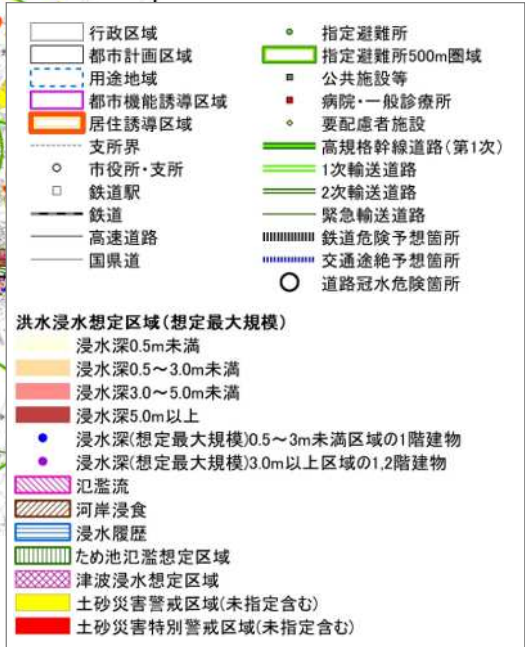 行政区域
都市計画区域
用途地域
都市機能誘導区域
居住誘導区域
支所界
市役所・支所
鉄道駅
鉄道
高速道路
国県道
指定避難所
指定避難所500m圏域
公共施設等
病院・一般診療所
要配慮者施設
高規格幹線道路(第1次)
1次輸送道路
2次輸送道路
緊急輸送道路
鉄道危険予想箇所
交通途絶予想箇所
道路冠水危険箇所
洪水浸水想定区域(想定最大規模)
浸水深0.5m未満
浸水深0.5～3.0m未満
浸水深3.0～5.0m未満
浸水深5.0m以上
浸水深(想定最大規模)0.5～3m未満区域の1階建物
浸水深(想定最大規模)3.0m以上区域の1,2階建物
氾濫流
河岸浸食
浸水履歴
ため池氾濫想定区域
津波浸水想定区域
土砂災害警戒区域(未指定含む)
土砂災害特別警戒区域(未指定含む)